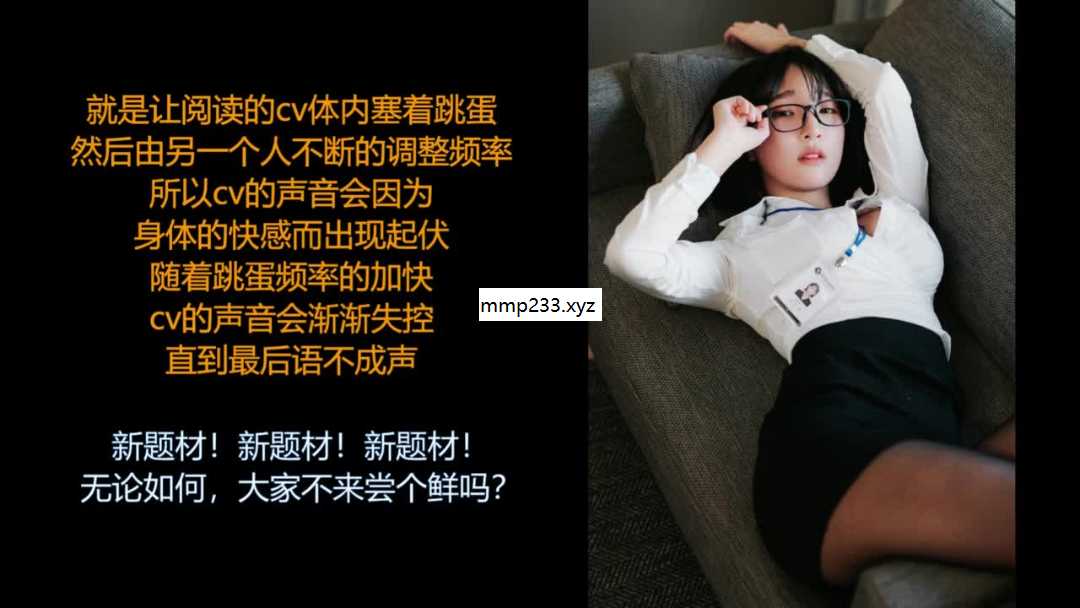 就是让阅读的cv体内塞着跳蛋
然后由另一个人不断的调整频率
所以cv的声音会因为
身体的快感而出现起伏
随着跳蛋频率的加快
cv的声音会渐渐失控
直到最后语不成声
mmp233.xyz
新题材！新题材！新题材！
无论如何，大家不来尝个鲜吗？